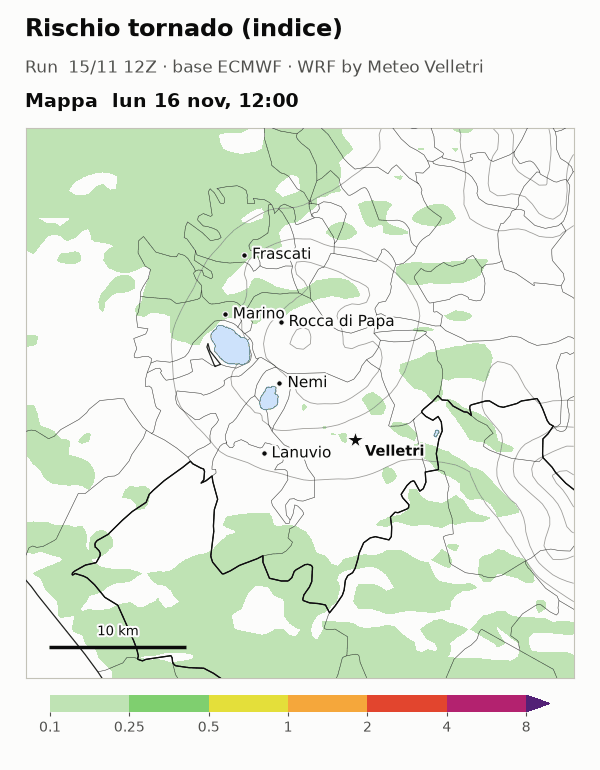 Rischio tornado (indice)
Run  15/11 12Z · base ECMWF · WRF by Meteo Velletri
Mappa  lun 16 nov, 12:00
Frascati
Marino
Rocca di Papa
Nemi
Velletri
Lanuvio
10 km
0.1 0.25 0.5 1 2 4 8